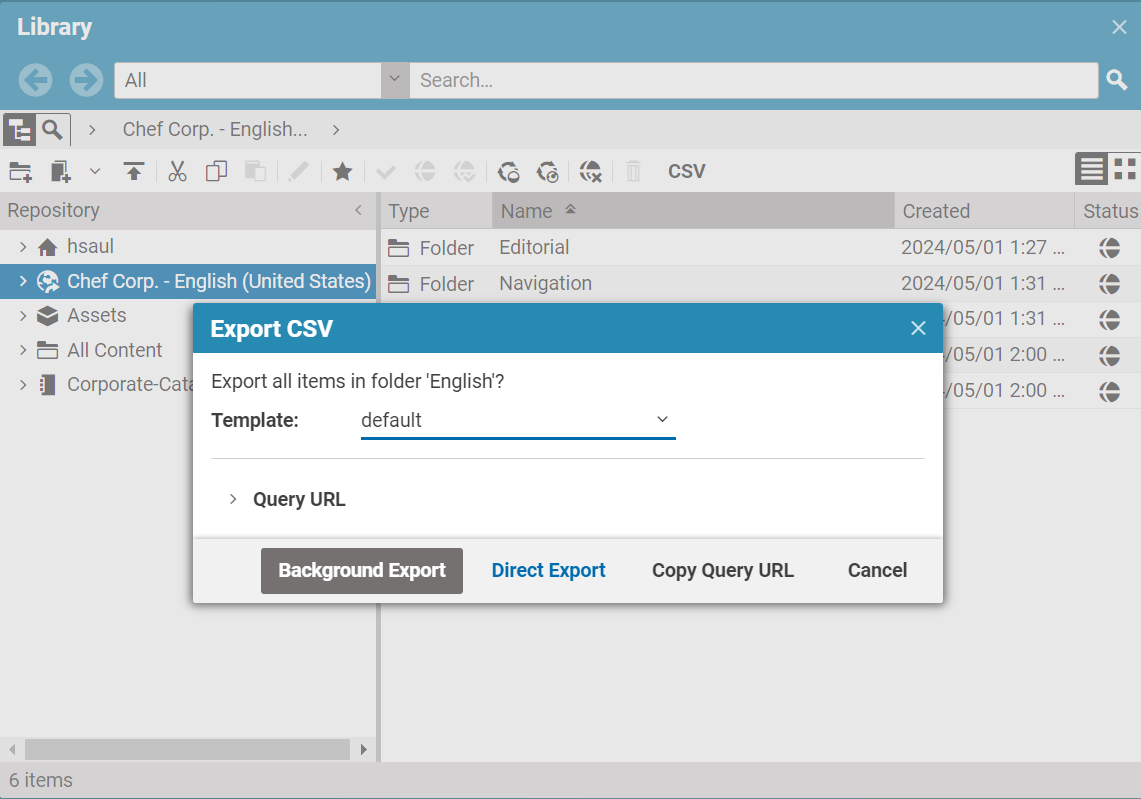 Library
All
Search...
Chef Corp. - English...
CSV
Repository
Type
Name
Created
Status
hsaul
Folder
Editorial
2024/05/01 1:27 ...
Chef Corp. - English (United States)
Folder
Navigation
2024/05/01 1:31 ...
Assets
/05/01 1:31 ...
All Content
/05/01 2:00 ...
Corporate-Cata
/05/01 2:00 ...
Export CSV
Export all items in folder 'English'?
Template:
default
Query URL
Background Export
Direct Export
Copy Query URL
Cancel
6 items